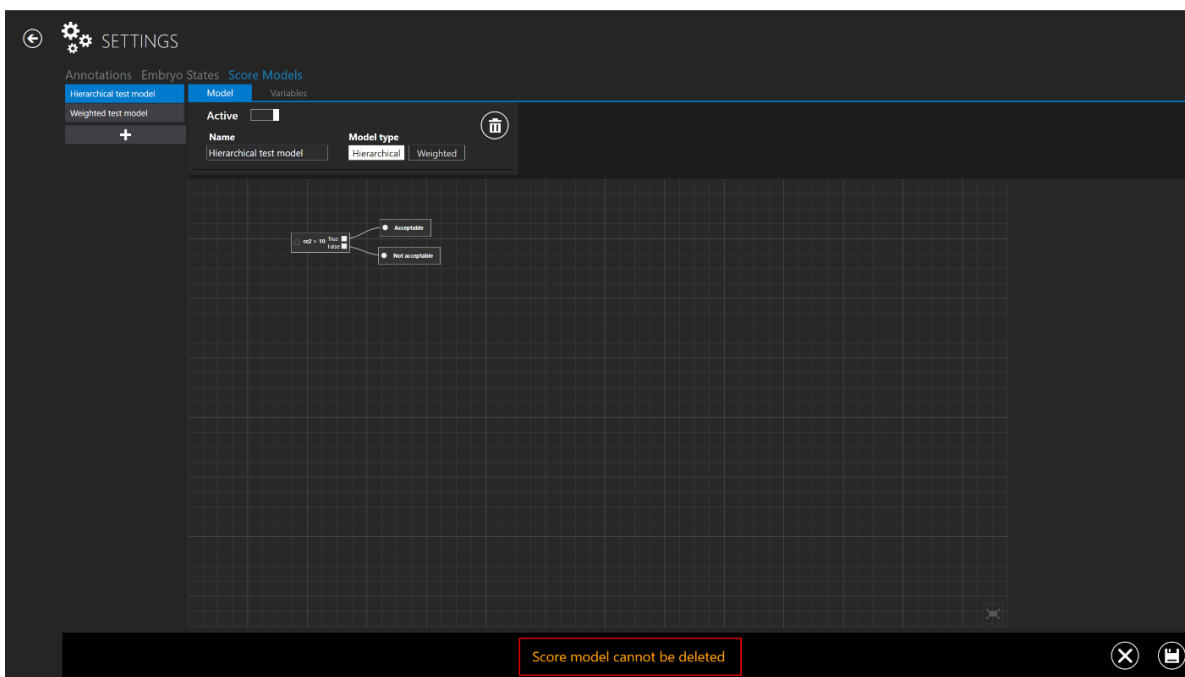 SETTINGS
Annotations Embryo States Score Models
Hierarchical test model
Weighted test model
Model Variables
Active
Name
Hierarchical test model
Model type
Hierarchical Weighted
cc2 > 10 True
False
Acceptable
Not acceptable
Score model cannot be deleted